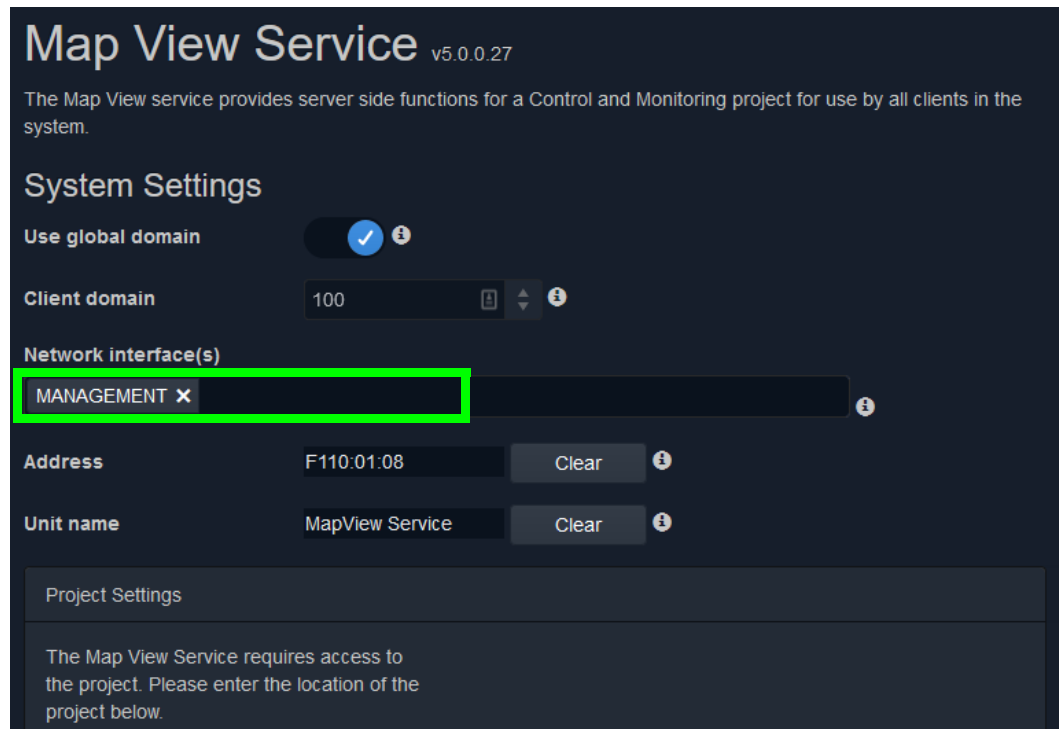 Map View Service v5.0.0.27
The Map View service provides server side functions for a Control and Monitoring project for use by all clients in the
system.
System Settings
Use global domain
Client domain 100
Network interface(s)
MANAGEMENT ✕
Address F110:01:08 Clear
Unit name MapView Service Clear
Project Settings
The Map View Service requires access to
the project. Please enter the location of the
project below.